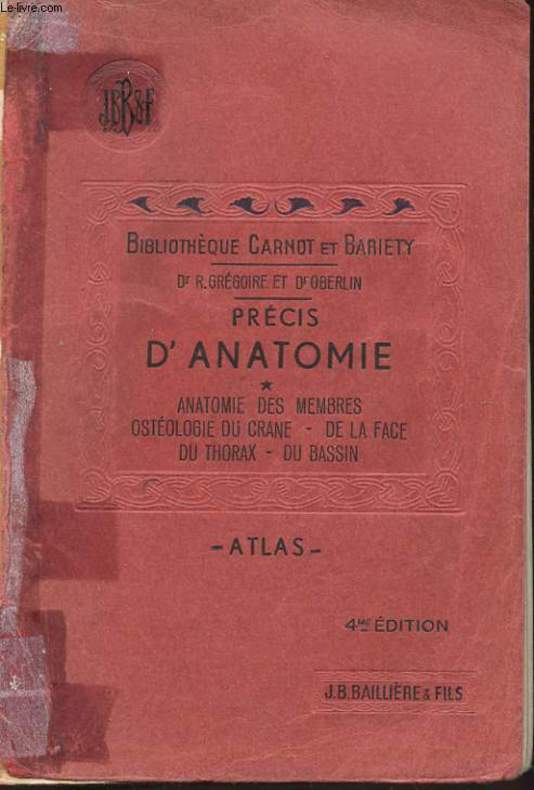 Le-livre.com
J.B.B&F
BIBLIOTHÈQUE CARNOT ET BARIETY
Dr R. GRÉGOIRE ET Dr OBERLIN
PRÉCIS
D'ANATOMIE
★
ANATOMIE DES MEMBRES
OSTÉOLOGIE DU CRANE - DE LA FACE
DU THORAX - DU BASSIN
- ATLAS -
4ME ÉDITION
J.B. BAILLIÈRE & FILS